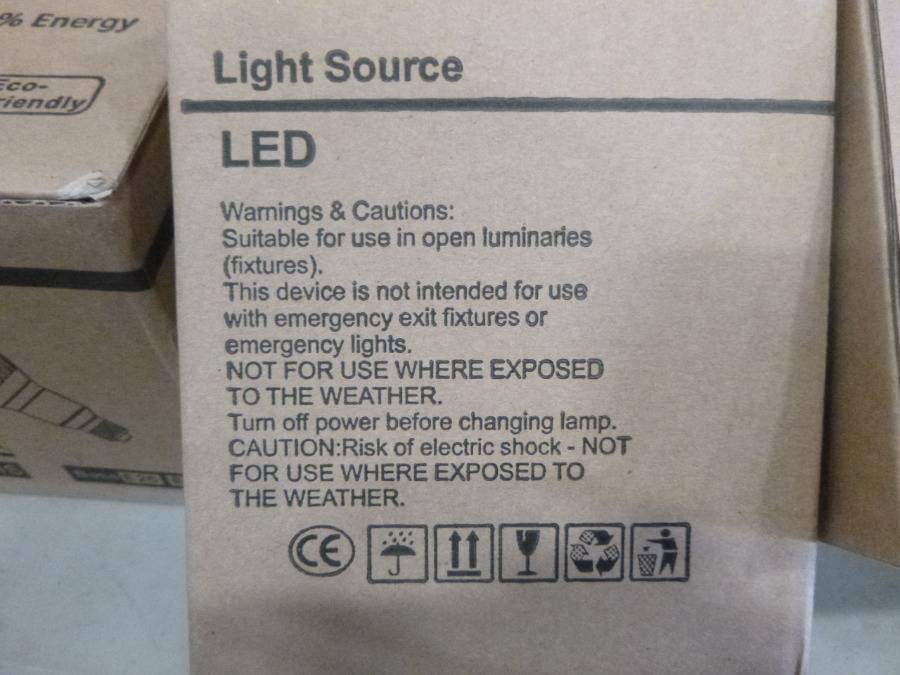 % Energy
Eco-
Friendly
Light Source
LED
Warnings & Cautions:
Suitable for use in open luminaries
(fixtures).
This device is not intended for use
with emergency exit fixtures or
emergency lights.
NOT FOR USE WHERE EXPOSED
TO THE WEATHER.
Turn off power before changing lamp.
CAUTION:Risk of electric shock - NOT
FOR USE WHERE EXPOSED TO
THE WEATHER.
CE